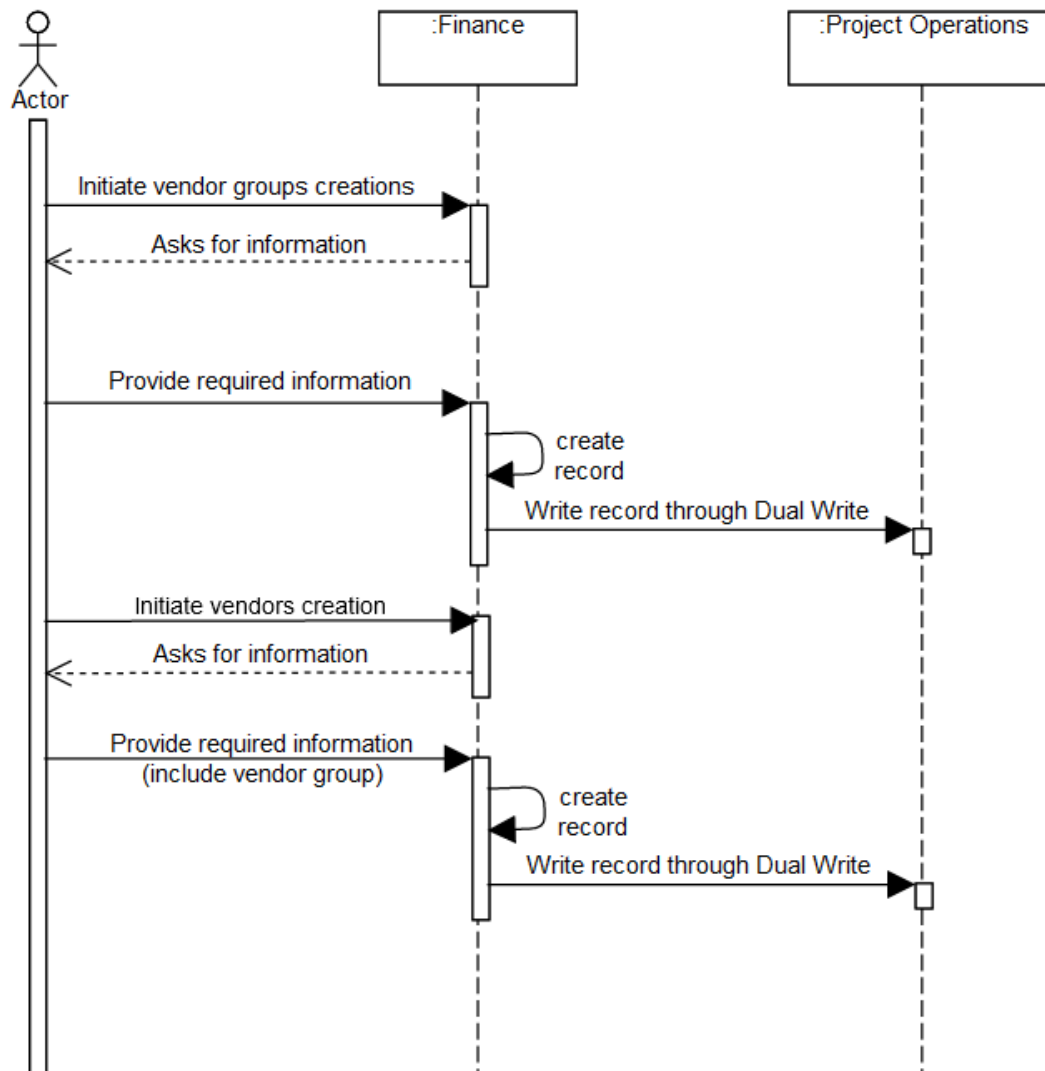 :Finance
:Project Operations
Actor
Initiate vendor groups creations
Asks for information
Provide required information
create
record
Write record through Dual Write
Initiate vendors creation
Asks for information
Provide required information
(include vendor group)
create
record
Write record through Dual Write